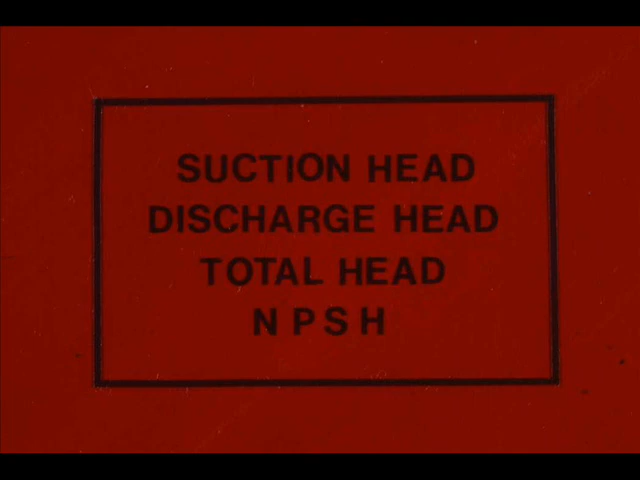 SUCTION HEAD
DISCHARGE HEAD
TOTAL HEAD
N P S H